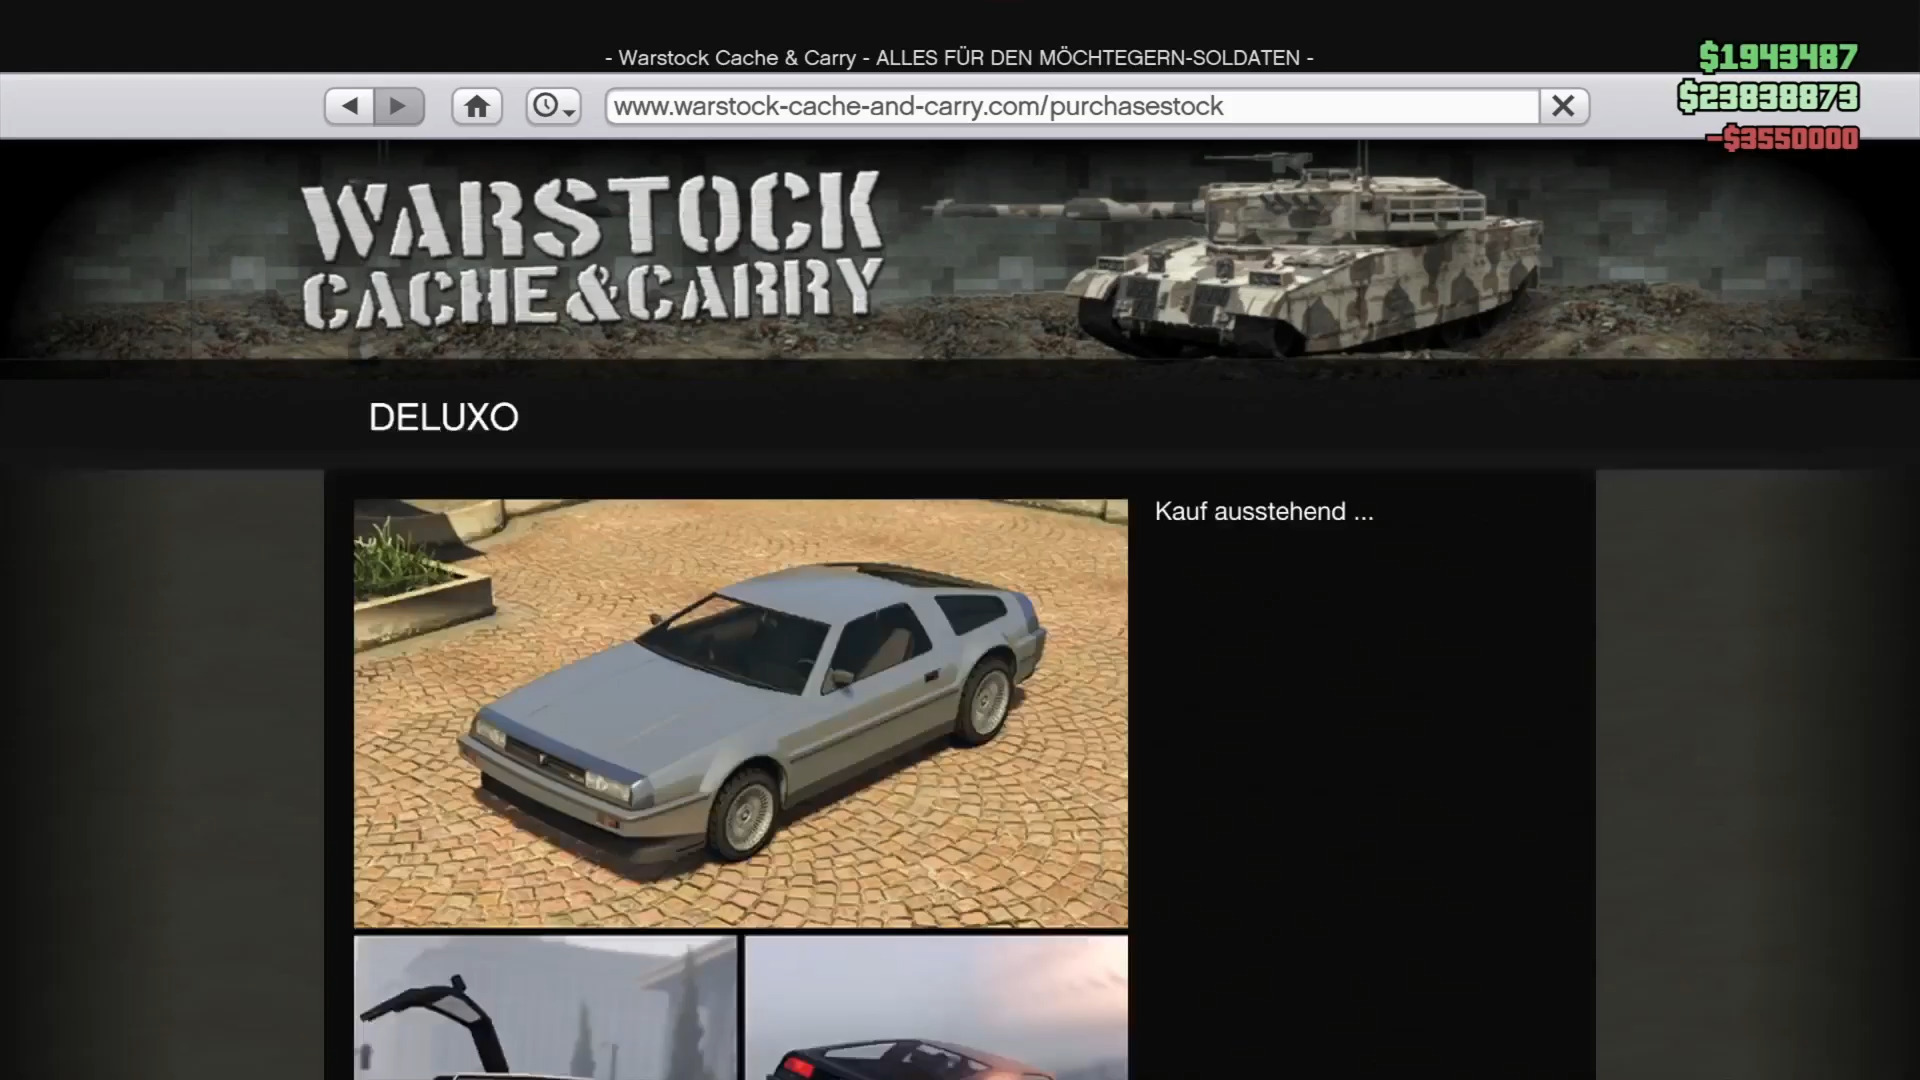 - Warstock Cache & Carry - ALLES FÜR DEN MÖCHTEGERN-SOLDATEN -
$1943487
www.warstock-cache-and-carry.com/purchasestock
$23838873
-$3550000
WARSTOCK
CACHE&CARRY
DELUXO
Kauf ausstehend ...